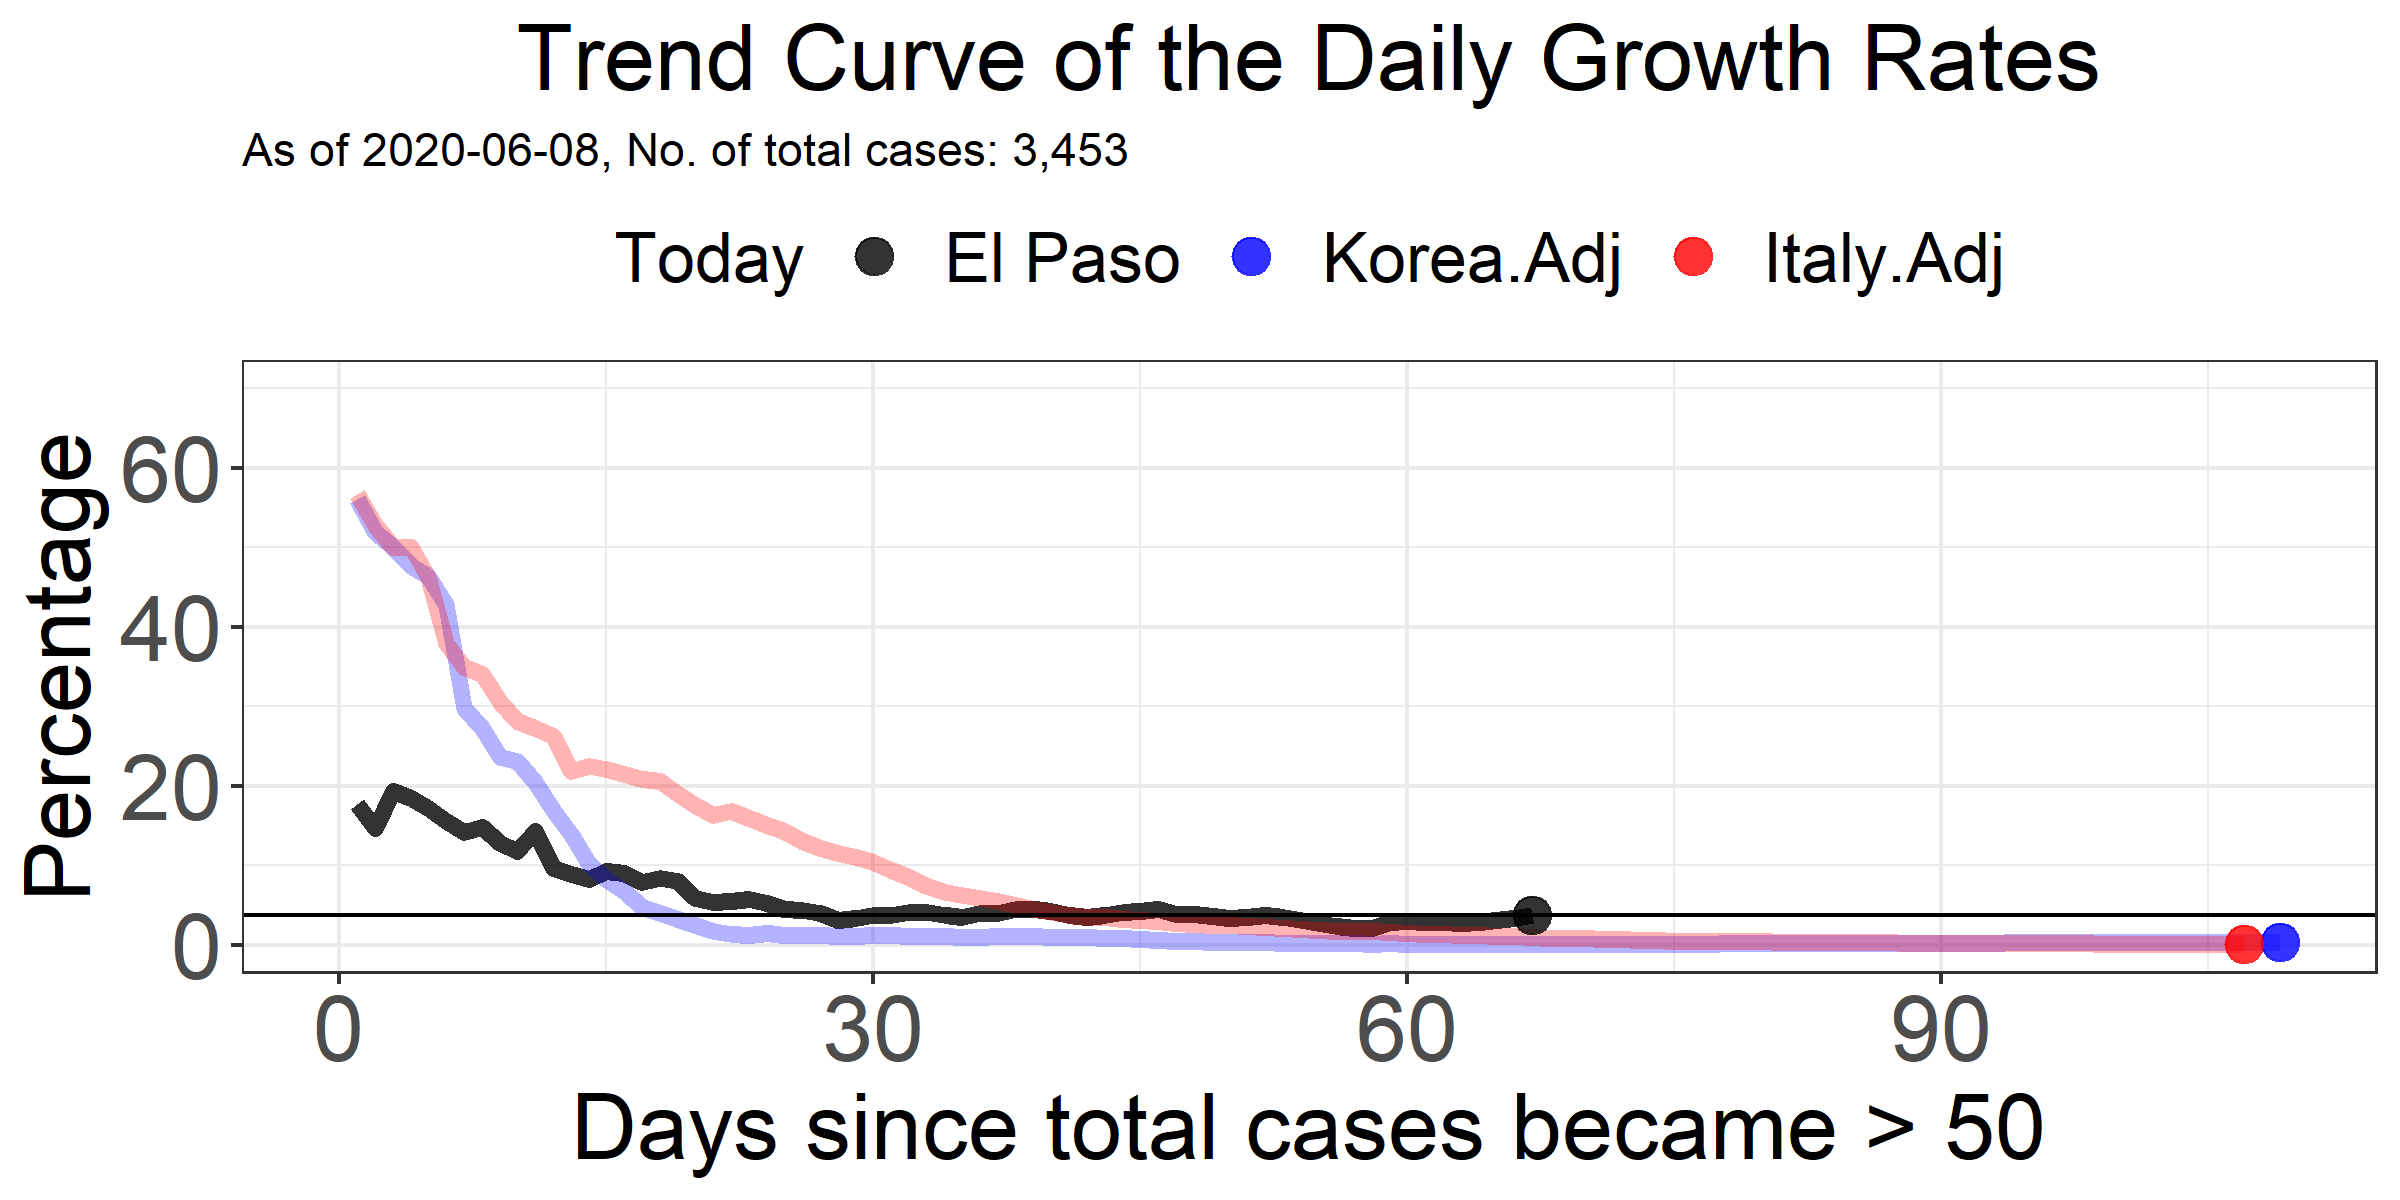 Trend Curve of the Daily Growth Rates
As of 2020-06-08, No. of total cases: 3,453
Today El Paso Korea.Adj Italy.Adj
Percentage
60
40
20
0
0 30 60 90
Days since total cases became > 50